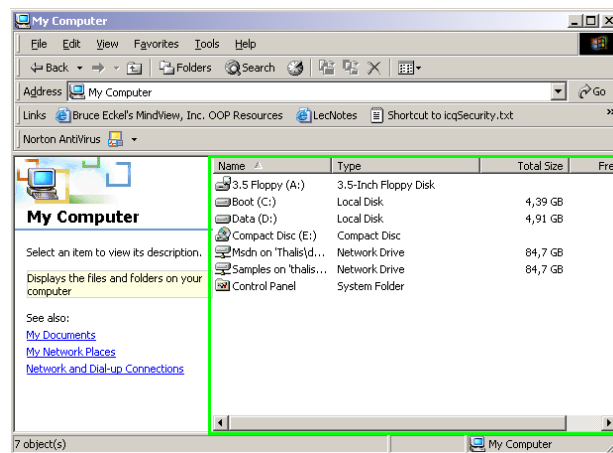 My Computer
File Edit View Favorites Tools Help
Back Folders Search
Address My Computer Go
Links Bruce Eckel's MindView, Inc. OOP Resources LecNotes Shortcut to icqSecurity.txt »
Norton AntiVirus
Name Type Total Size Fre
My Computer
Select an item to view its description.
Displays the files and folders on your
computer
See also:
My Documents
My Network Places
Network and Dial-up Connections
3.5 Floppy (A:) 3.5-Inch Floppy Disk
Boot (C:) Local Disk 4,39 GB
Data (D:) Local Disk 4,91 GB
Compact Disc (E:) Compact Disc
Msdn on 'Thalis\d... Network Drive 84,7 GB
Samples on 'thalis... Network Drive 84,7 GB
Control Panel System Folder
7 object(s) My Computer